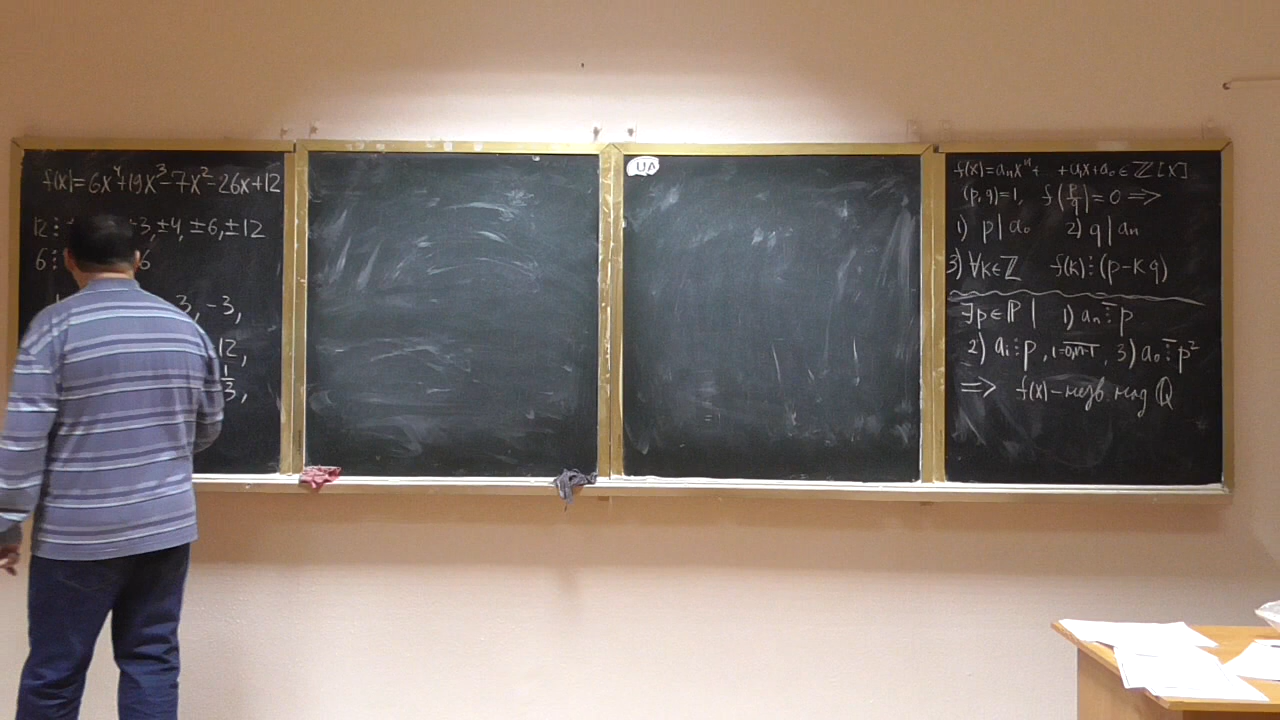 f(x)=6x⁴+19x³-7x²-26x+12
12⋮ ±3, ±4, ±6, ±12
6⋮ 6
3, -3,
12,
1/3,
UA
f(x)=aₙxⁿ+ +a₁x+a₀∈ℤ[x]
(p,q)=1, f(p/q)=0 ⇒
1) p|a₀ 2) q|aₙ
3) ∀k∈ℤ f(k)⋮(p-kq)
∃p∈ℙ | 1) aₙ ⋮̅ p
2) aᵢ⋮p, i=0,n-1, 3) a₀ ⋮̅ p²
⇒ f(x) - незв над ℚ